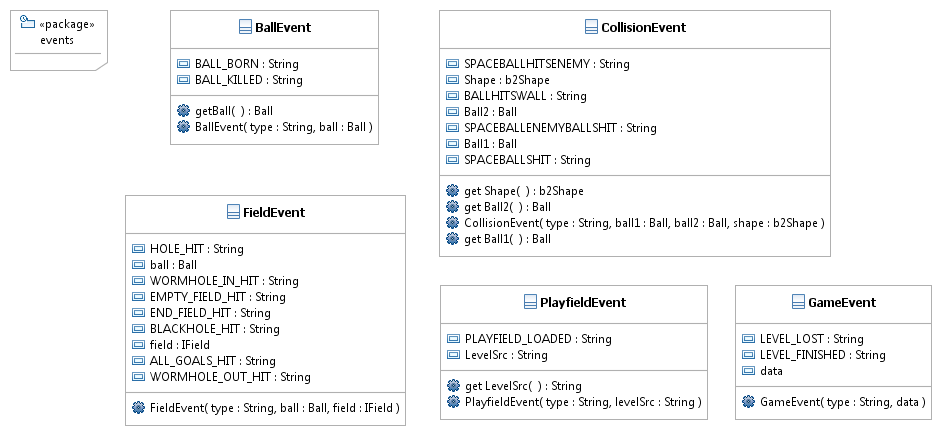 «package»
events
BallEvent
BALL_BORN : String
BALL_KILLED : String
getBall( ) : Ball
BallEvent( type : String, ball : Ball )
CollisionEvent
SPACEBALLHITSENEMY : String
Shape : b2Shape
BALLHITSWALL : String
Ball2 : Ball
SPACEBALLENEMYBALLSHIT : String
Ball1 : Ball
SPACEBALLSHIT : String
get Shape( ) : b2Shape
get Ball2( ) : Ball
CollisionEvent( type : String, ball1 : Ball, ball2 : Ball, shape : b2Shape )
get Ball1( ) : Ball
FieldEvent
HOLE_HIT : String
ball : Ball
WORMHOLE_IN_HIT : String
EMPTY_FIELD_HIT : String
END_FIELD_HIT : String
BLACKHOLE_HIT : String
field : IField
ALL_GOALS_HIT : String
WORMHOLE_OUT_HIT : String
FieldEvent( type : String, ball : Ball, field : IField )
PlayfieldEvent
PLAYFIELD_LOADED : String
LevelSrc : String
get LevelSrc( ) : String
PlayfieldEvent( type : String, levelSrc : String )
GameEvent
LEVEL_LOST : String
LEVEL_FINISHED : String
data
GameEvent( type : String, data )